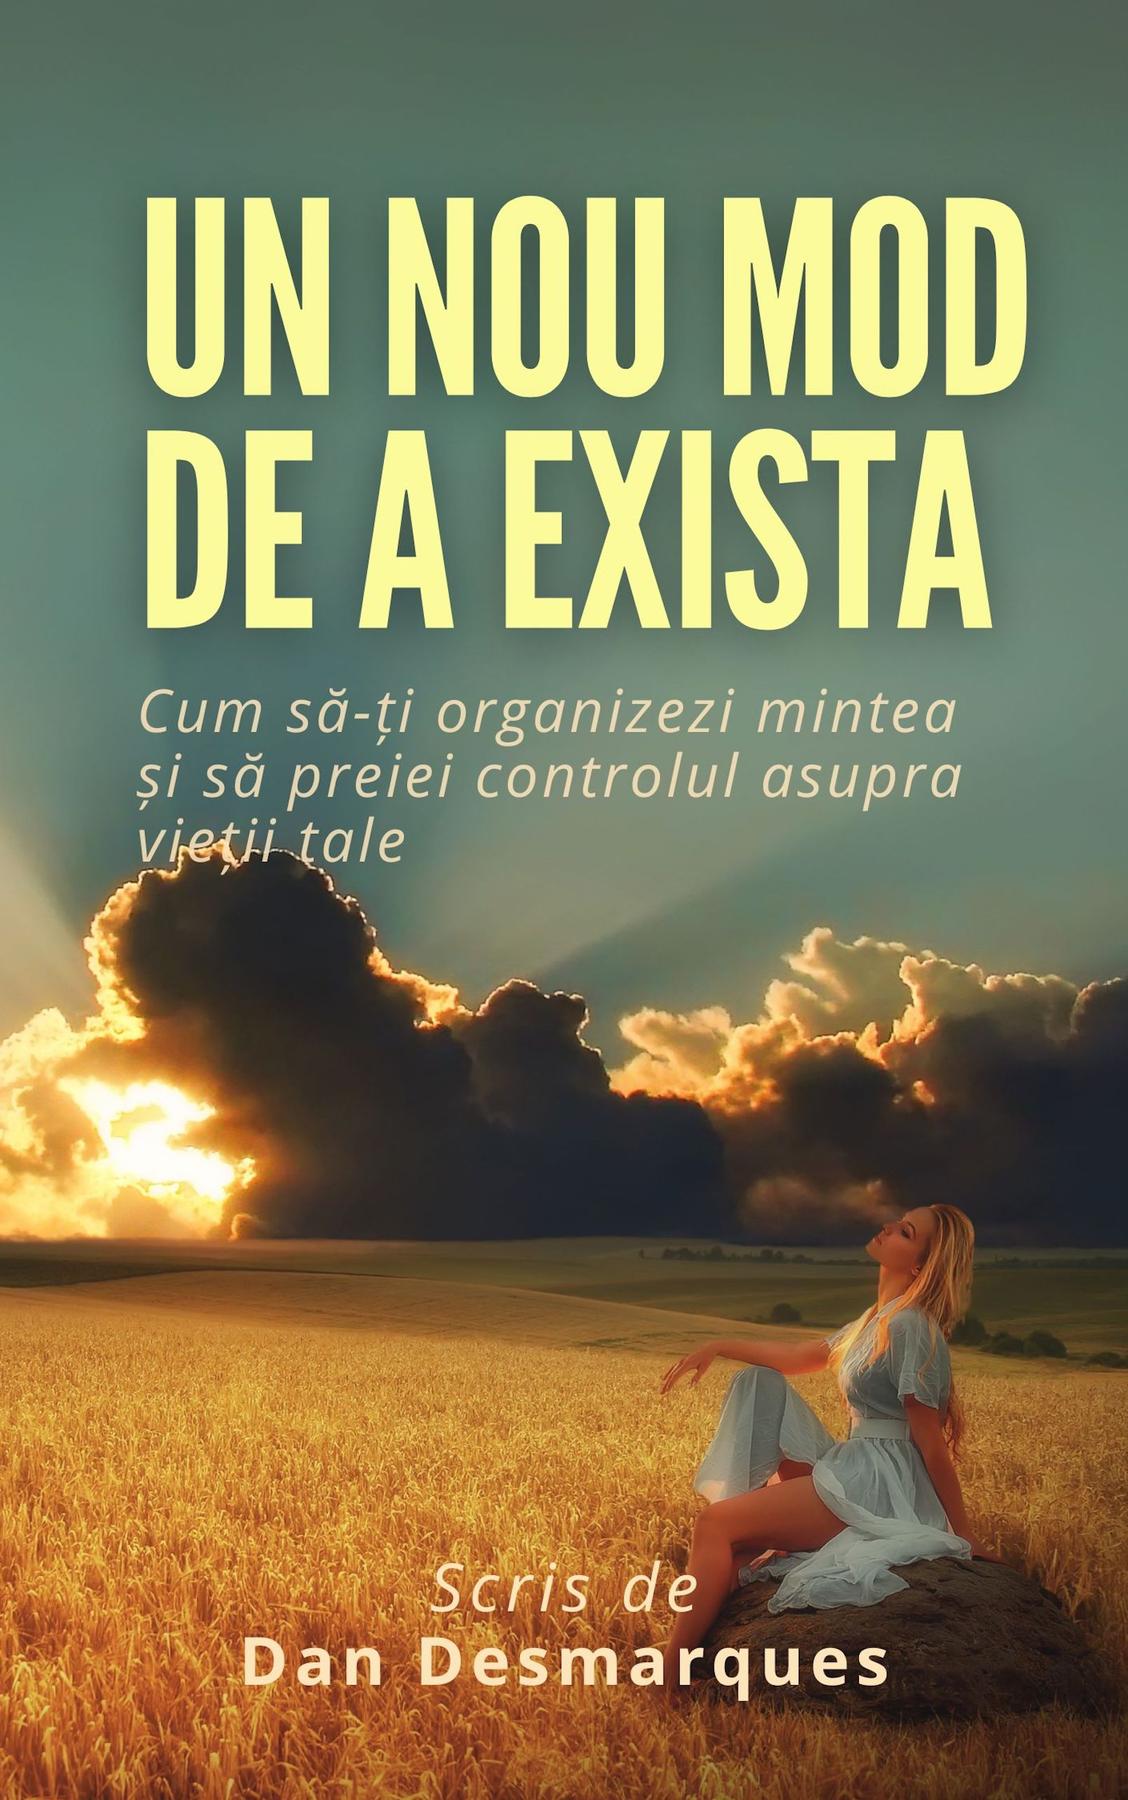 UN NOU MOD
DE A EXISTA
Cum să-ți organizezi mintea
și să preiei controlul asupra
vieții tale
Scris de
Dan Desmarques